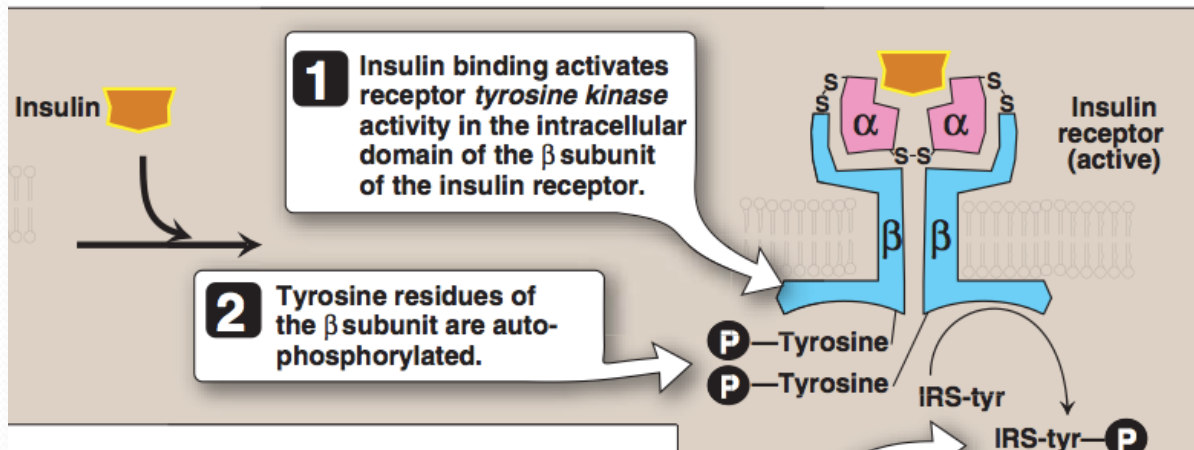 Insulin
1
Insulin binding activates
receptor tyrosine kinase
activity in the intracellular
domain of the β subunit
of the insulin receptor.
2
Tyrosine residues of
the β subunit are auto-
phosphorylated.
S
S
α
α
S
S
S-S
β
β
Insulin
receptor
(active)
P—Tyrosine
P—Tyrosine
IRS-tyr
IRS-tyr—P